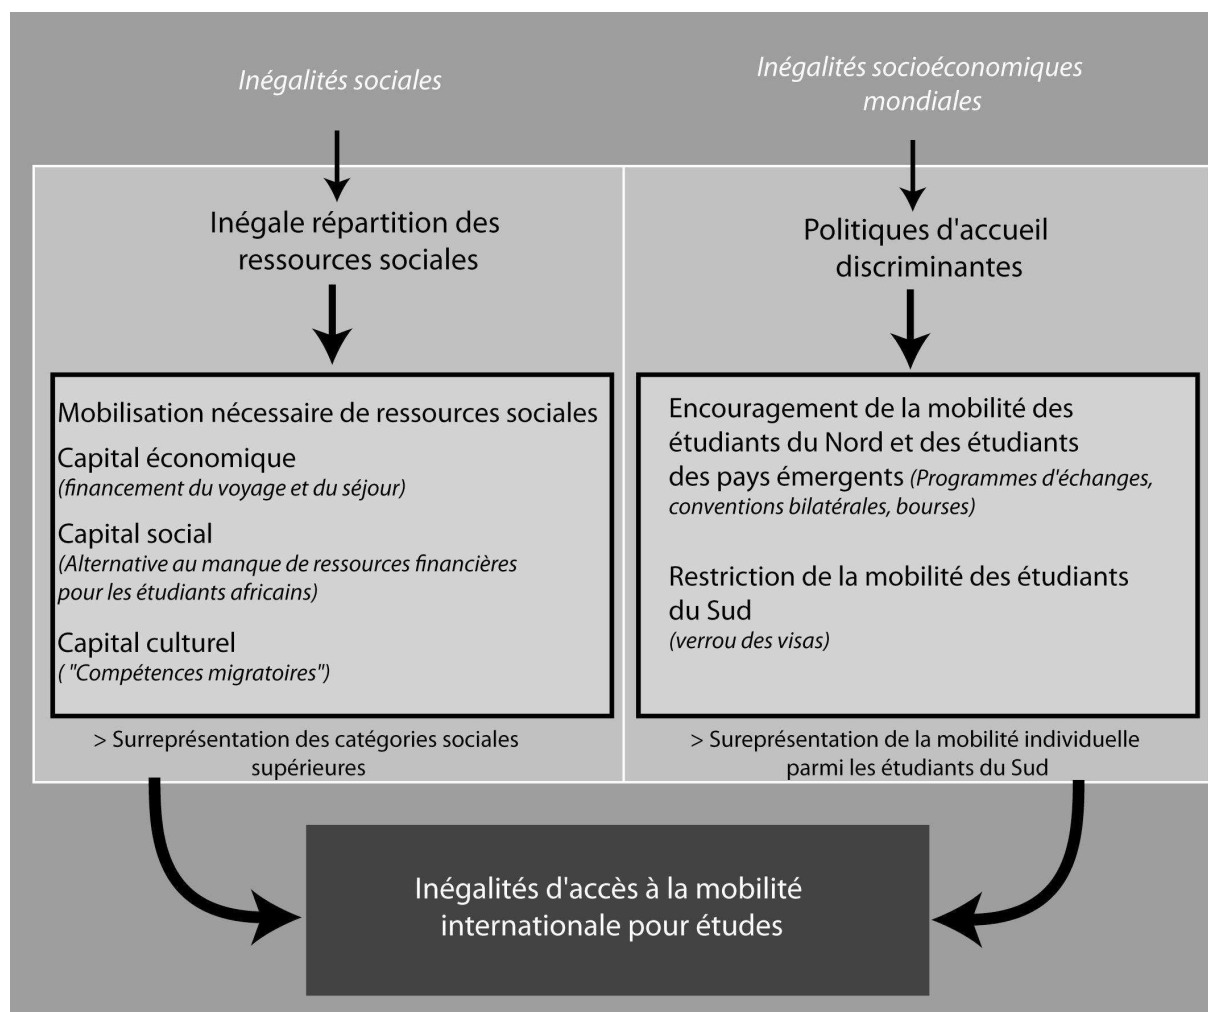 Inégalités sociales
Inégalités socioéconomiques
mondiales
Inégale répartition des
ressources sociales
Politiques d'accueil
discriminantes
Mobilisation nécessaire de ressources sociales
Capital économique
(financement du voyage et du séjour)
Capital social
(Alternative au manque de ressources financières
pour les étudiants africains)
Capital culturel
( "Compétences migratoires")
> Surreprésentation des catégories sociales
supérieures
Encouragement de la mobilité des
étudiants du Nord et des étudiants
des pays émergents (Programmes d'échanges,
conventions bilatérales, bourses)
Restriction de la mobilité des étudiants
du Sud
(verrou des visas)
> Sureprésentation de la mobilité individuelle
parmi les étudiants du Sud
Inégalités d'accès à la mobilité
internationale pour études